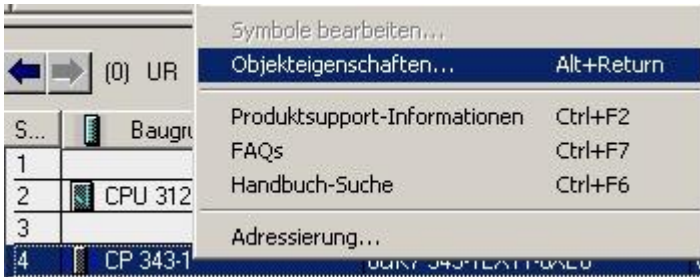 Symbole bearbeiten...
(0) UR
Objekteigenschaften... Alt+Return
S... Baugru
Produktsupport-Informationen Ctrl+F2
1
FAQs Ctrl+F7
2 CPU 312
Handbuch-Suche Ctrl+F6
3
Adressierung...
4 CP 343-1